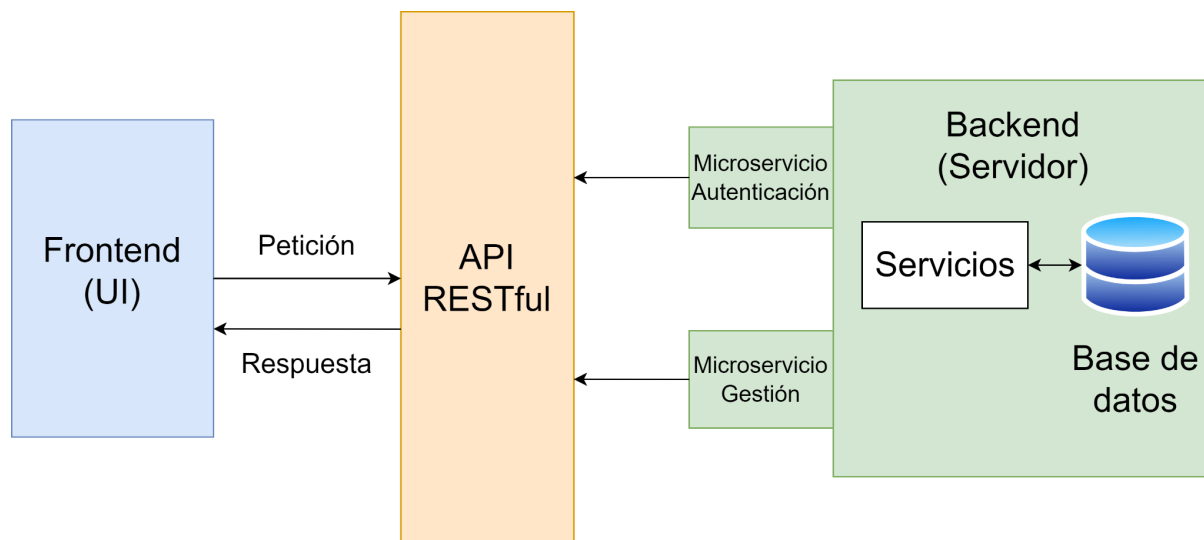 Frontend
(UI)
Petición
Respuesta
API
RESTful
Microservicio
Autenticación
Microservicio
Gestión
Backend
(Servidor)
Servicios
Base de
datos